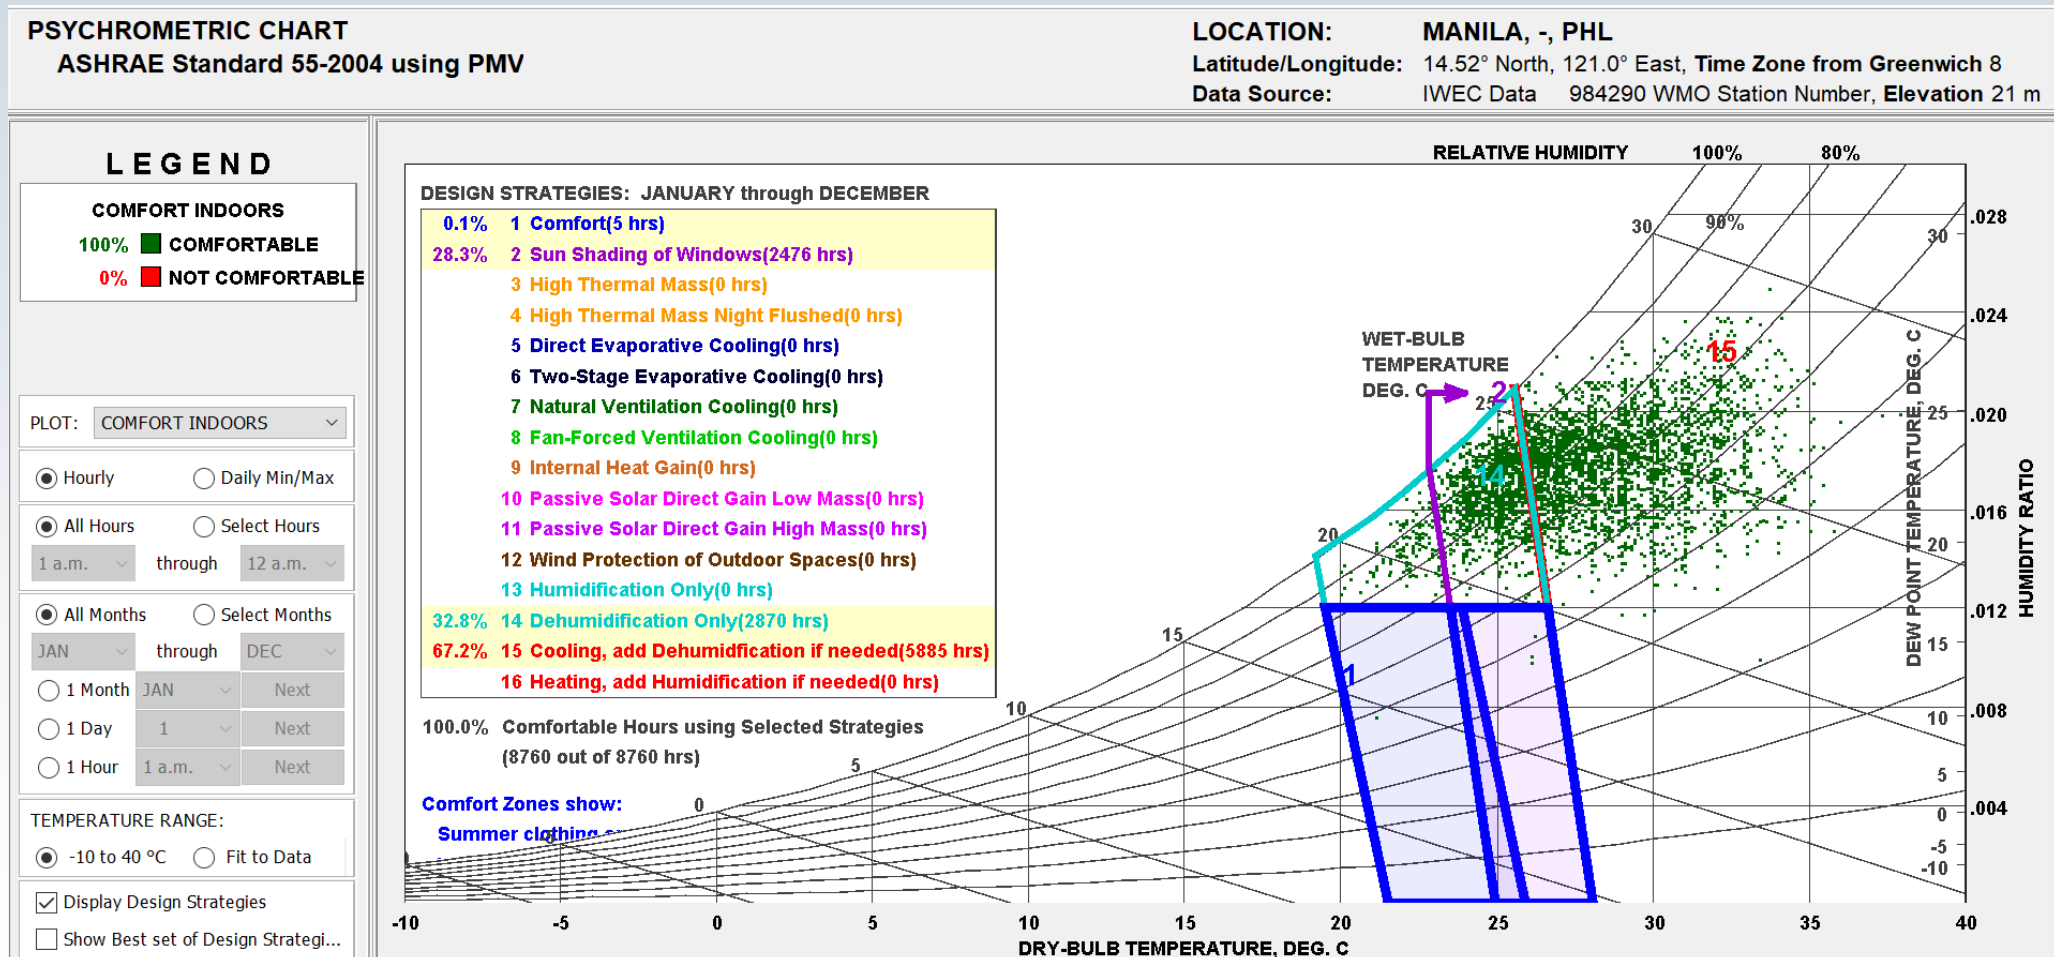 PSYCHROMETRIC CHART
ASHRAE Standard 55-2004 using PMV
LOCATION: MANILA, -, PHL
Latitude/Longitude: 14.52° North, 121.0° East, Time Zone from Greenwich 8
Data Source: IWEC Data 984290 WMO Station Number, Elevation 21 m
LEGEND
COMFORT INDOORS
100% COMFORTABLE
0% NOT COMFORTABLE
PLOT: COMFORT INDOORS
Hourly Daily Min/Max
All Hours Select Hours
1 a.m. through 12 a.m.
All Months Select Months
JAN through DEC
1 Month JAN Next
1 Day 1 Next
1 Hour 1 a.m. Next
TEMPERATURE RANGE:
-10 to 40 ºC Fit to Data
Display Design Strategies
Show Best set of Design Strategi...
DESIGN STRATEGIES: JANUARY through DECEMBER
0.1% 1 Comfort(5 hrs)
28.3% 2 Sun Shading of Windows(2476 hrs)
3 High Thermal Mass(0 hrs)
4 High Thermal Mass Night Flushed(0 hrs)
5 Direct Evaporative Cooling(0 hrs)
6 Two-Stage Evaporative Cooling(0 hrs)
7 Natural Ventilation Cooling(0 hrs)
8 Fan-Forced Ventilation Cooling(0 hrs)
9 Internal Heat Gain(0 hrs)
10 Passive Solar Direct Gain Low Mass(0 hrs)
11 Passive Solar Direct Gain High Mass(0 hrs)
12 Wind Protection of Outdoor Spaces(0 hrs)
13 Humidification Only(0 hrs)
32.8% 14 Dehumidification Only(2870 hrs)
67.2% 15 Cooling, add Dehumidfication if needed(5885 hrs)
16 Heating, add Humidification if needed(0 hrs)
100.0% Comfortable Hours using Selected Strategies
(8760 out of 8760 hrs)
Comfort Zones show:
Summer clothing
RELATIVE HUMIDITY 100% 80%
90%
WET-BULB
TEMPERATURE
DEG. C
-5
0
5
10
15
20
25
30
1
2
14
15
30
25
20
15
10
5
0
-5
-10
DEW POINT TEMPERATURE, DEG. C
.028
.024
.020
.016
.012
.008
.004
HUMIDITY RATIO
-10 -5 0 5 10 15 20 25 30 35 40
DRY-BULB TEMPERATURE, DEG. C